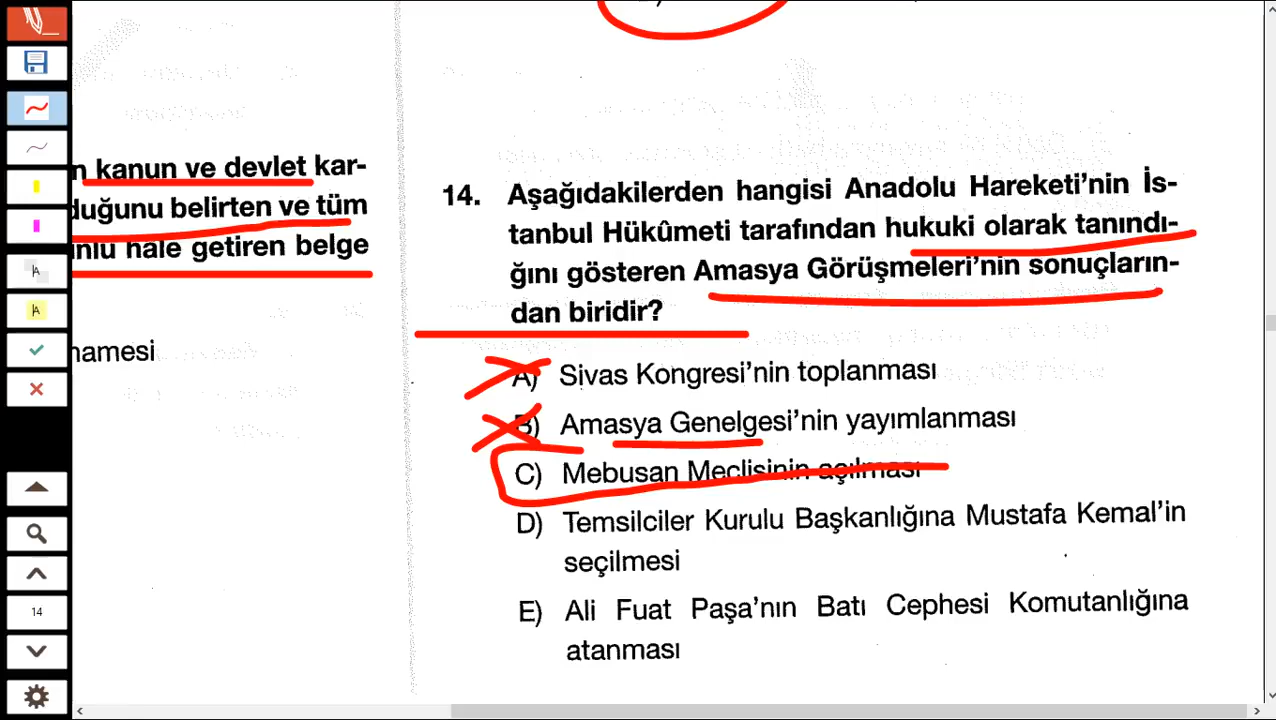 n kanun ve devlet kar-
duğunu belirten ve tüm
unlu hale getiren belge
namesi
14. Aşağıdakilerden hangisi Anadolu Hareketi’nin İs-
tanbul Hükûmeti tarafından hukuki olarak tanındı-
ğını gösteren Amasya Görüşmeleri’nin sonuçların-
dan biridir?
A) Sivas Kongresi’nin toplanması
B) Amasya Genelgesi’nin yayımlanması
C) Mebusan Meclisinin açılması
D) Temsilciler Kurulu Başkanlığına Mustafa Kemal’in
seçilmesi
E) Ali Fuat Paşa’nın Batı Cephesi Komutanlığına
atanması
14